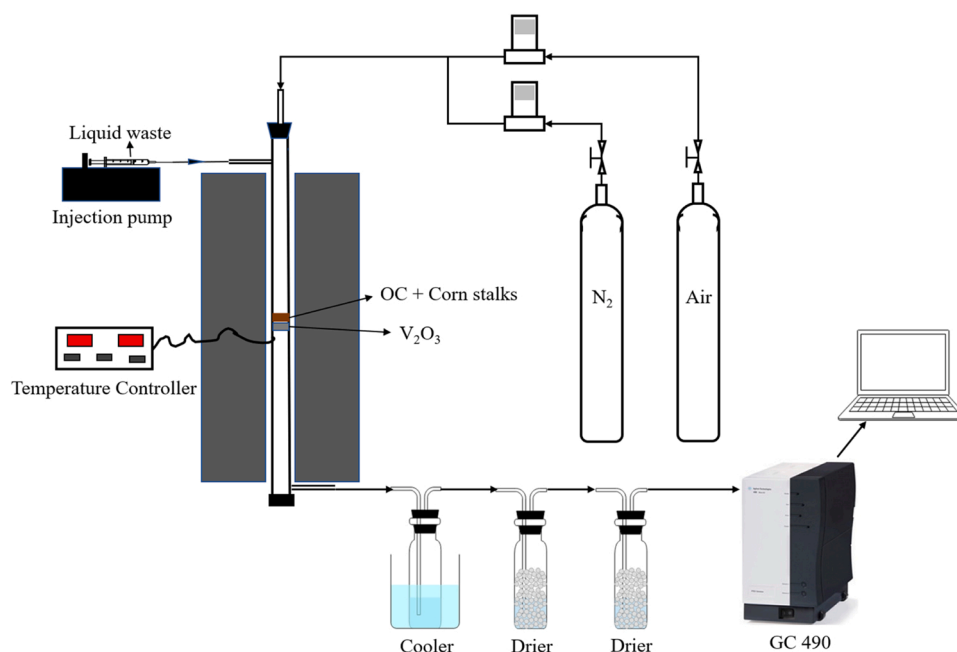 Liquid waste
Injection pump
OC + Corn stalks
V₂O₃
N₂
Air
Temperature Controller
Cooler
Drier
Drier
GC 490